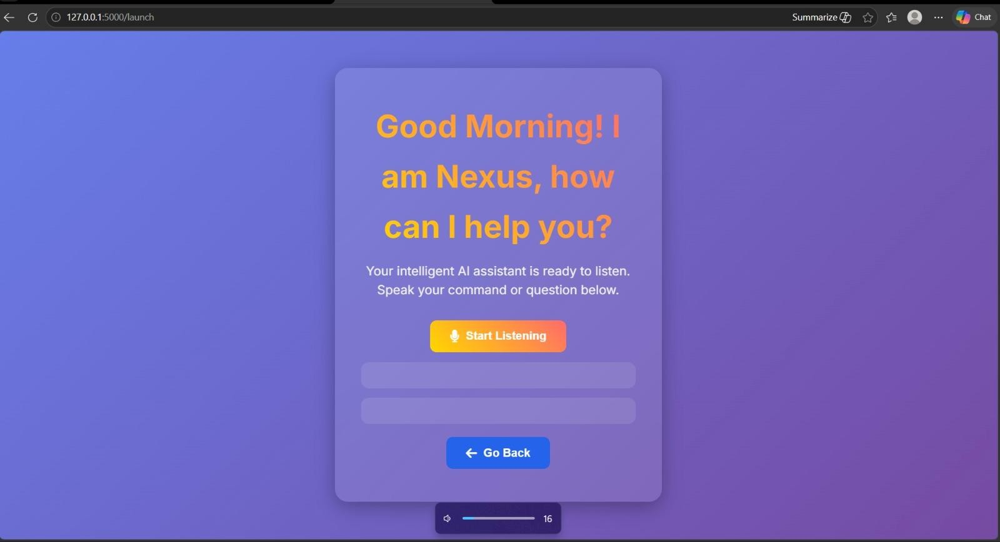 127.0.0.1:5000/launch
Summarize
Chat
Good Morning! I
am Nexus, how
can I help you?
Your intelligent AI assistant is ready to listen.
Speak your command or question below.
Start Listening
Go Back
16